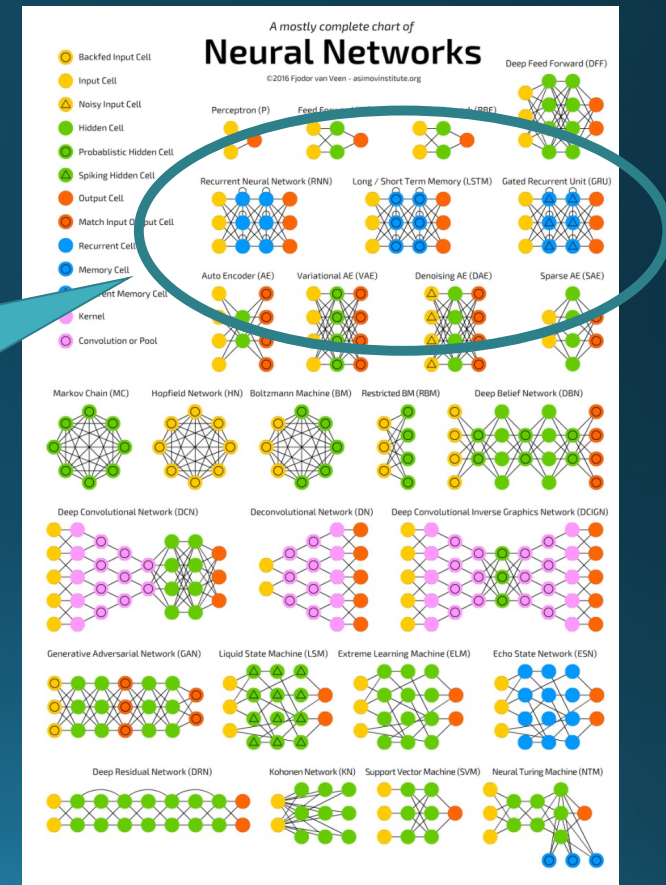 A mostly complete chart of
Neural Networks
©2016 Fjodor van Veen - asimovinstitute.org
Backfed Input Cell
Input Cell
Noisy Input Cell
Hidden Cell
Probablistic Hidden Cell
Spiking Hidden Cell
Output Cell
Match Input Output Cell
Recurrent Cell
Memory Cell
Memory Cell
Kernel
Convolution or Pool
Deep Feed Forward (DFF)
Perceptron (P)
Recurrent Neural Network (RNN) Long / Short Term Memory (LSTM) Gated Recurrent Unit (GRU)
Auto Encoder (AE) Variational AE (VAE) Denoising AE (DAE) Sparse AE (SAE)
Markov Chain (MC) Hopfield Network (HN) Boltzmann Machine (BM) Restricted BM (RBM) Deep Belief Network (DBN)
Deep Convolutional Network (DCN) Deconvolutional Network (DN) Deep Convolutional Inverse Graphics Network (DCIGN)
Generative Adversarial Network (GAN) Liquid State Machine (LSM) Extreme Learning Machine (ELM) Echo State Network (ESN)
Deep Residual Network (DRN) Kohonen Network (KN) Support Vector Machine (SVM) Neural Turing Machine (NTM)